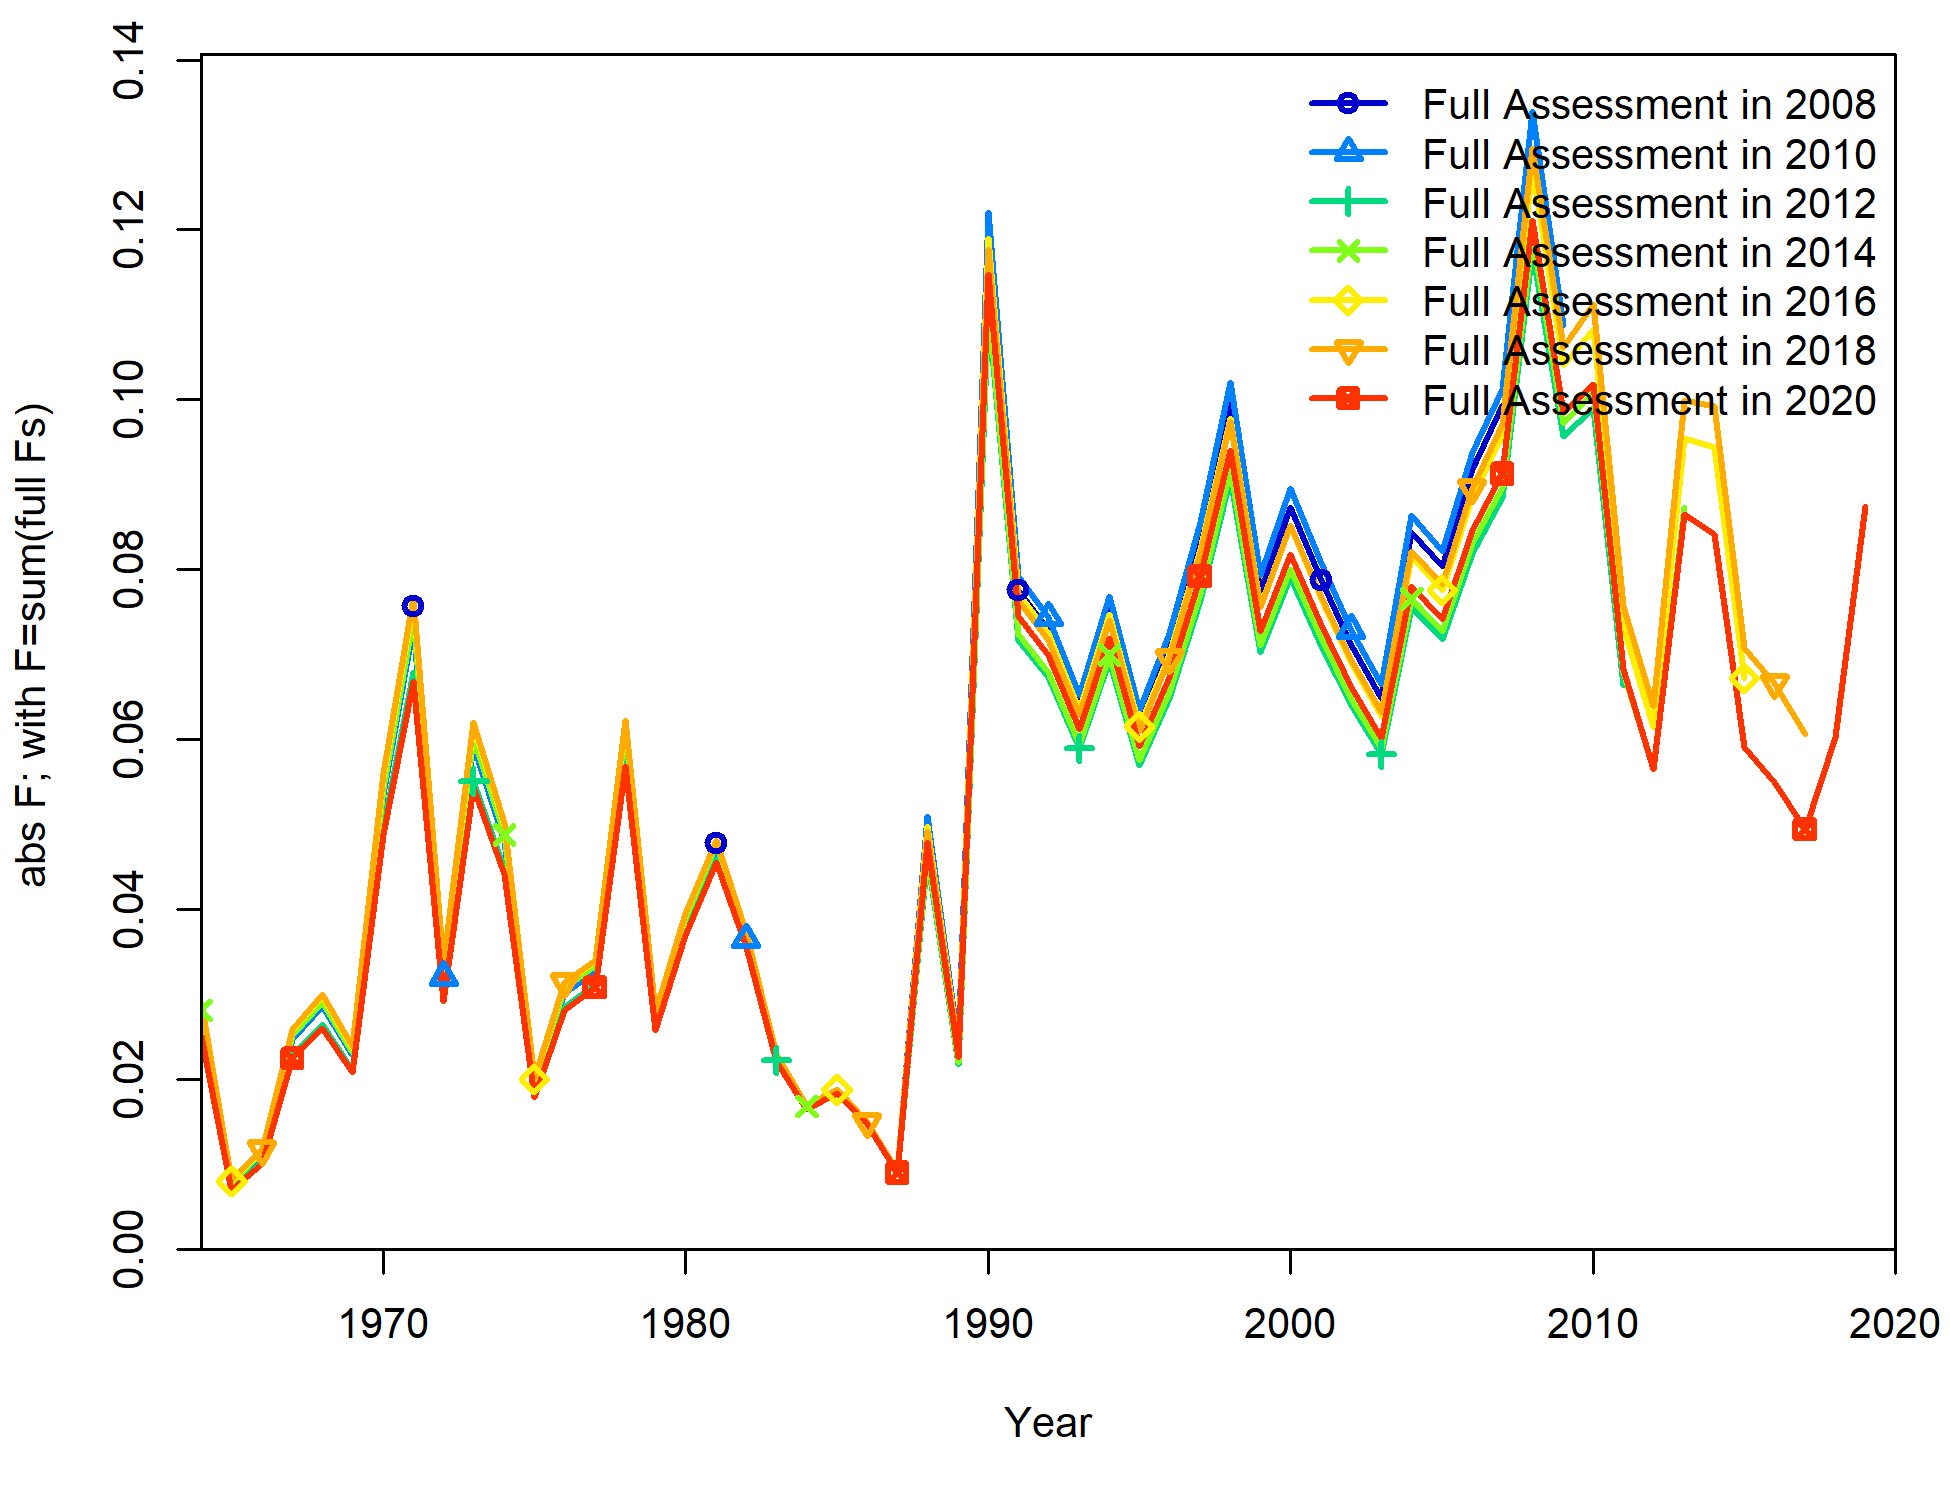 0.14
0.12
0.10
0.08
0.06
0.04
0.02
0.00
abs F; with F=sum(full Fs)
Full Assessment in 2008
Full Assessment in 2010
Full Assessment in 2012
Full Assessment in 2014
Full Assessment in 2016
Full Assessment in 2018
Full Assessment in 2020
1970 1980 1990 2000 2010 2020
Year